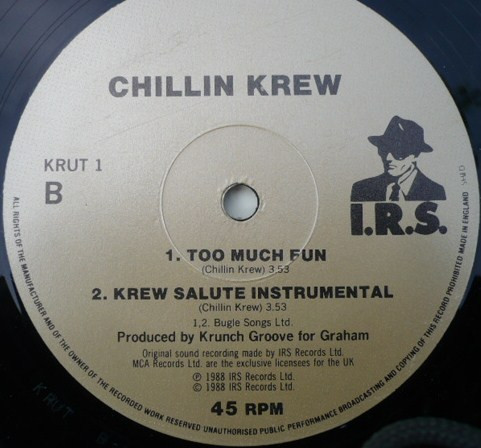 CHILLIN KREW
KRUT 1
B
I.R.S.
1. TOO MUCH FUN
(Chillin Krew) 3.53
2. KREW SALUTE INSTRUMENTAL
(Chillin Krew) 3.53
1,2. Bugle Songs Ltd.
Produced by Krunch Groove for Graham
Original sound recording made by IRS Records Ltd.
MCA Records Ltd. are the exclusive licensees for the UK
℗ 1988 IRS Records Ltd.
© 1988 IRS Records Ltd.
45 RPM
ALL RIGHTS OF THE MANUFACTURER AND OF THE OWNER OF THE RECORDED WORK RESERVED UNAUTHORISED PUBLIC PERFORMANCE BROADCASTING AND COPYING OF THIS RECORD PROHIBITED MADE IN ENGLAND
KRUT